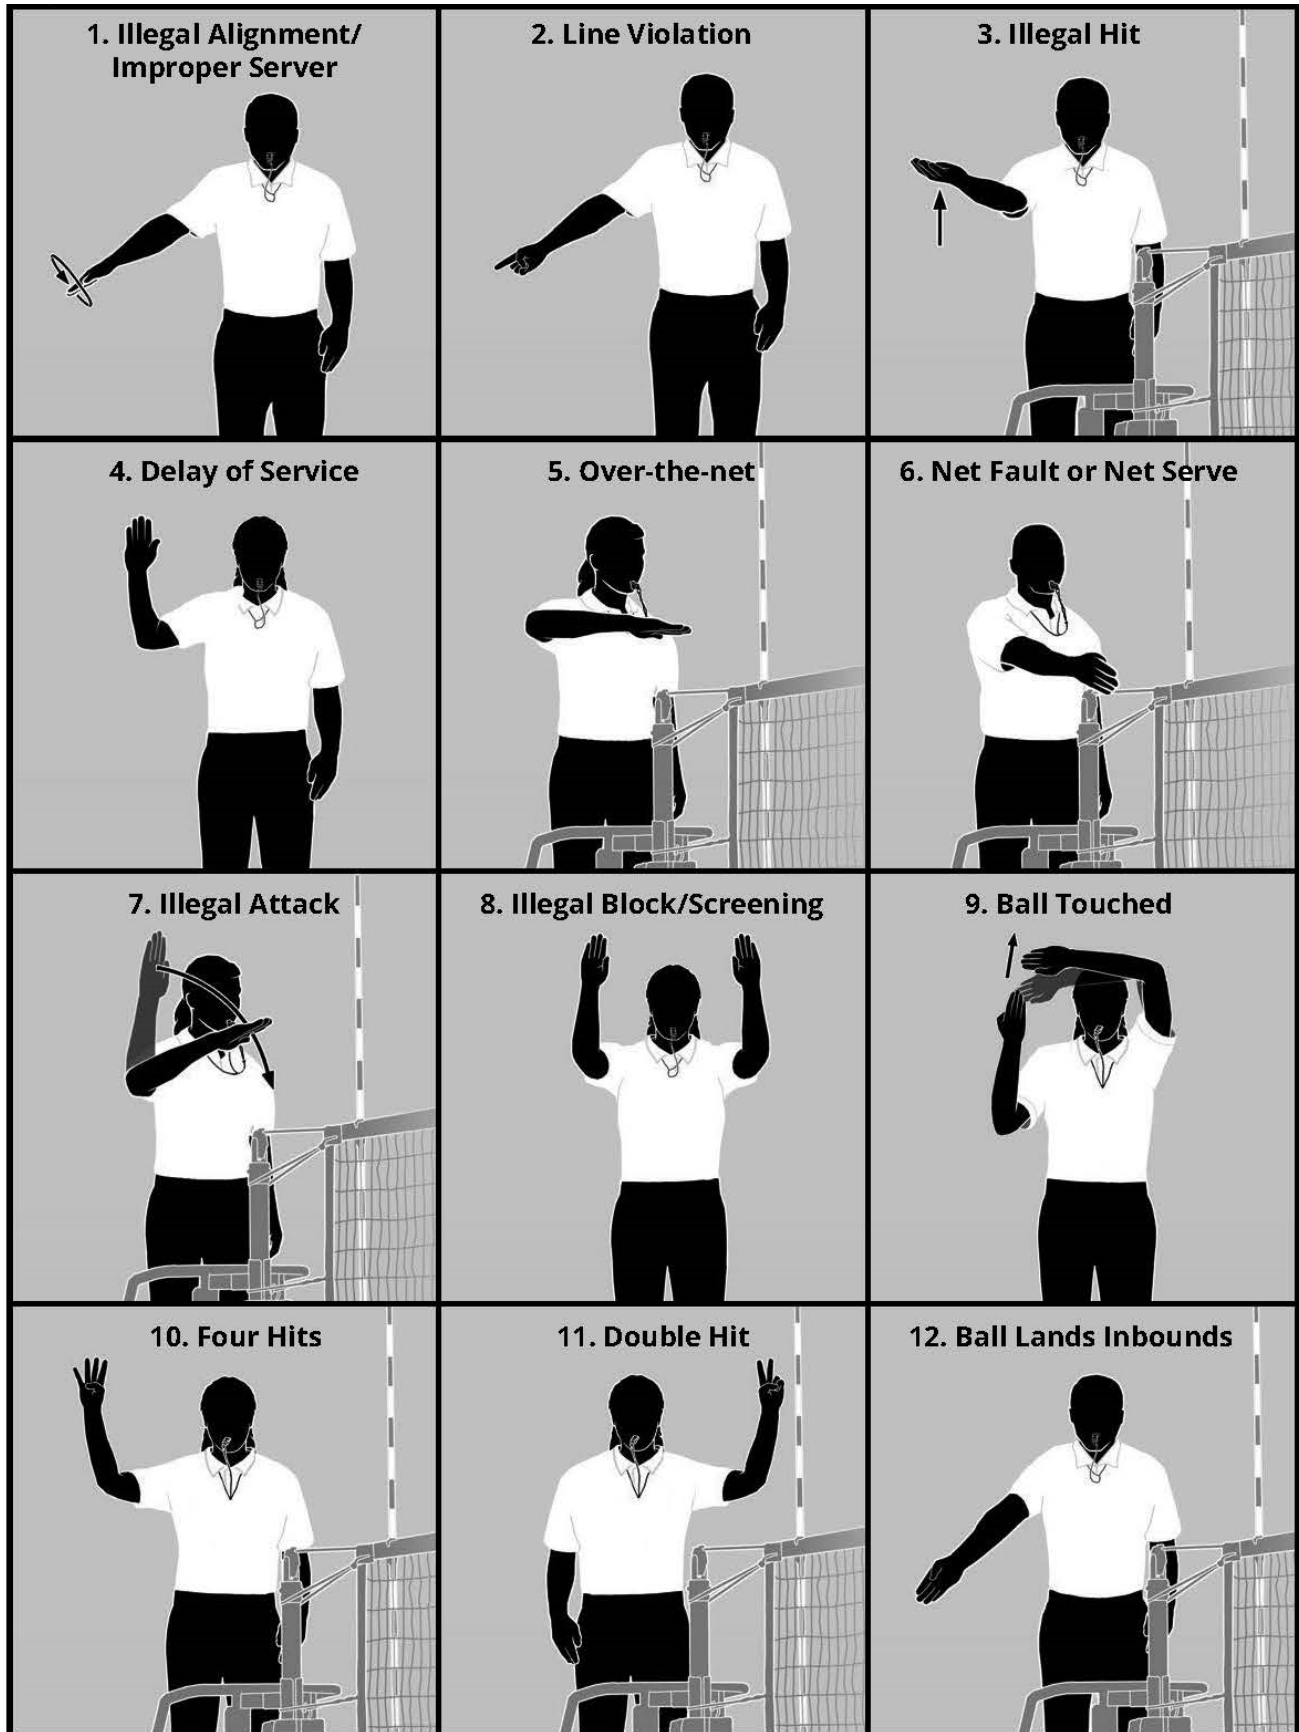 1. Illegal Alignment/
Improper Server
2. Line Violation
3. Illegal Hit
4. Delay of Service
5. Over-the-net
6. Net Fault or Net Serve
7. Illegal Attack
8. Illegal Block/Screening
9. Ball Touched
10. Four Hits
11. Double Hit
12. Ball Lands Inbounds